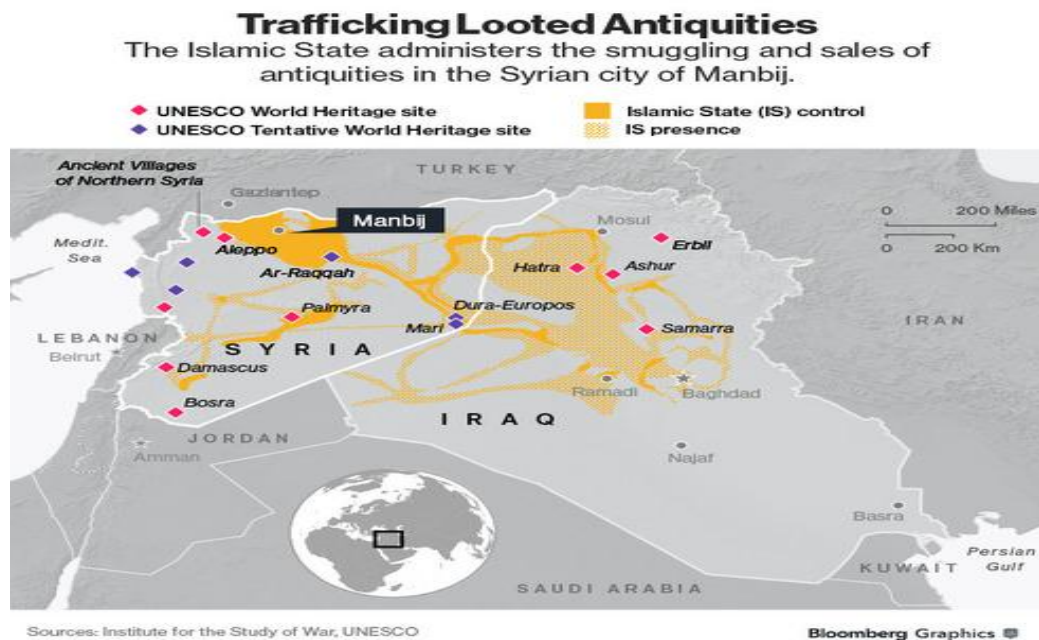 Trafficking Looted Antiquities
The Islamic State administers the smuggling and sales of
antiquities in the Syrian city of Manbij.
UNESCO World Heritage site
Islamic State (IS) control
UNESCO Tentative World Heritage site
IS presence
Ancient Villages
of Northern Syria
TURKEY
Gaziantep
Manbij
Mosul
0 200 Miles
0 200 Km
Medit.
Sea
Aleppo
Erbil
Ar-Raqqah
Hatra
Ashur
Palmyra
Dura-Europos
Mari
Samarra
IRAN
LEBANON
Beirut
SYRIA
Damascus
Ramadi
Baghdad
Bosra
IRAQ
JORDAN
Amman
Najaf
Basra
Persian
Gulf
KUWAIT
SAUDI ARABIA
Sources: Institute for the Study of War, UNESCO
Bloomberg Graphics